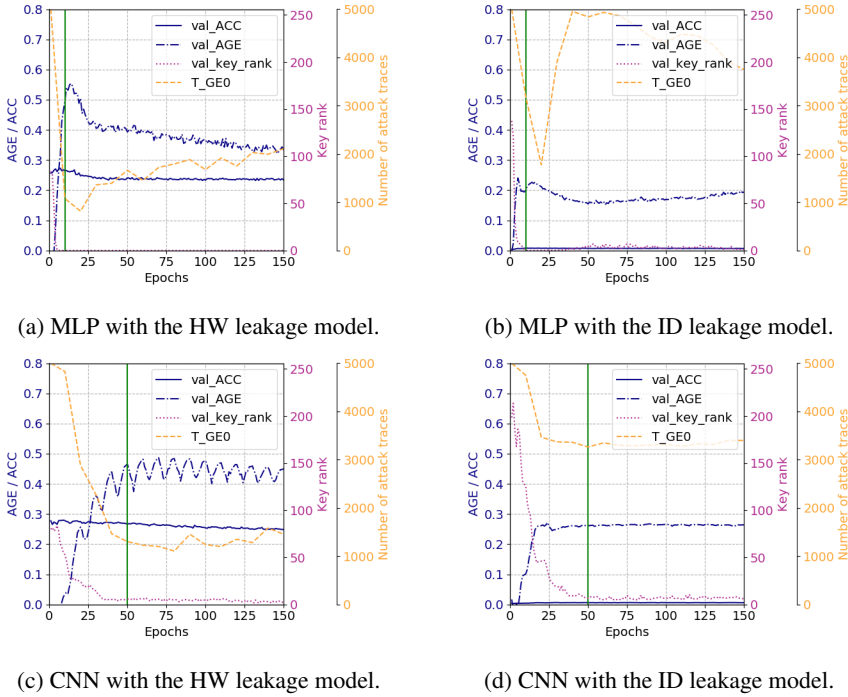 0.8
0.7
0.6
0.5
0.4
0.3
0.2
0.1
0.0
AGE / ACC
0 25 50 75 100 125 150
Epochs
val_ACC
val_AGE
val_key_rank
T_GE0
250
200
150
100
50
0
Key rank
5000
4000
3000
2000
1000
0
Number of attack traces
(a) MLP with the HW leakage model.
0.8
0.7
0.6
0.5
0.4
0.3
0.2
0.1
0.0
AGE / ACC
0 25 50 75 100 125 150
Epochs
val_ACC
val_AGE
val_key_rank
T_GE0
250
200
150
100
50
0
Key rank
5000
4000
3000
2000
1000
0
Number of attack traces
(b) MLP with the ID leakage model.
0.8
0.7
0.6
0.5
0.4
0.3
0.2
0.1
0.0
AGE / ACC
0 25 50 75 100 125 150
Epochs
val_ACC
val_AGE
val_key_rank
T_GE0
250
200
150
100
50
0
Key rank
5000
4000
3000
2000
1000
0
Number of attack traces
(c) CNN with the HW leakage model.
0.8
0.7
0.6
0.5
0.4
0.3
0.2
0.1
0.0
AGE / ACC
0 25 50 75 100 125 150
Epochs
val_ACC
val_AGE
val_key_rank
T_GE0
250
200
150
100
50
0
Key rank
5000
4000
3000
2000
1000
0
Number of attack traces
(d) CNN with the ID leakage model.